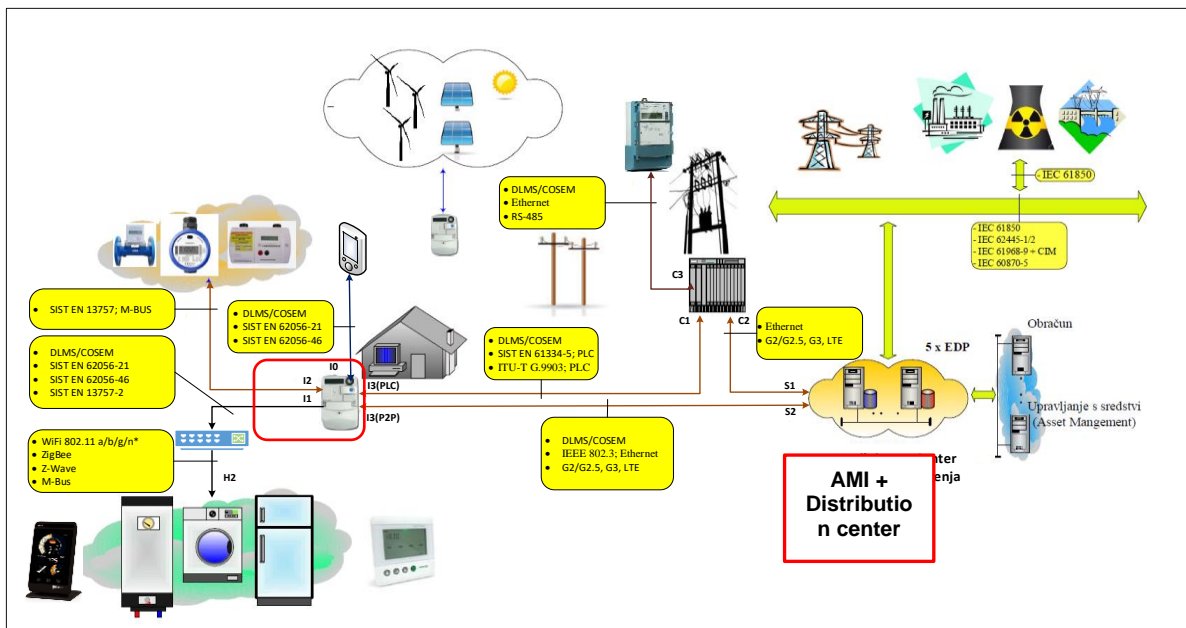 - IEC 61850
DLMS/COSEM
Ethernet
RS-485
- IEC 61850
- IEC 62445-1/2
- IEC 61968-9 + CIM
- IEC 60870-5
C3
SIST EN 13757; M-BUS
DLMS/COSEM
SIST EN 62056-21
SIST EN 62056-46
C1
C2
Ethernet
G2/G2.5, G3, LTE
DLMS/COSEM
SIST EN 61334-5; PLC
ITU-T G.9903; PLC
DLMS/COSEM
SIST EN 62056-21
SIST EN 62056-46
SIST EN 13757-2
5 x EDP
Obračun
I0
I2
I3(PLC)
I1
I3(P2P)
S1
S2
Upravljanje s sredstvi
(Asset Mangement)
WiFi 802.11 a/b/g/n*
ZigBee
Z-Wave
M-Bus
H2
DLMS/COSEM
IEEE 802.3; Ethernet
G2/G2.5, G3, LTE
AMI +
Distributio
n center